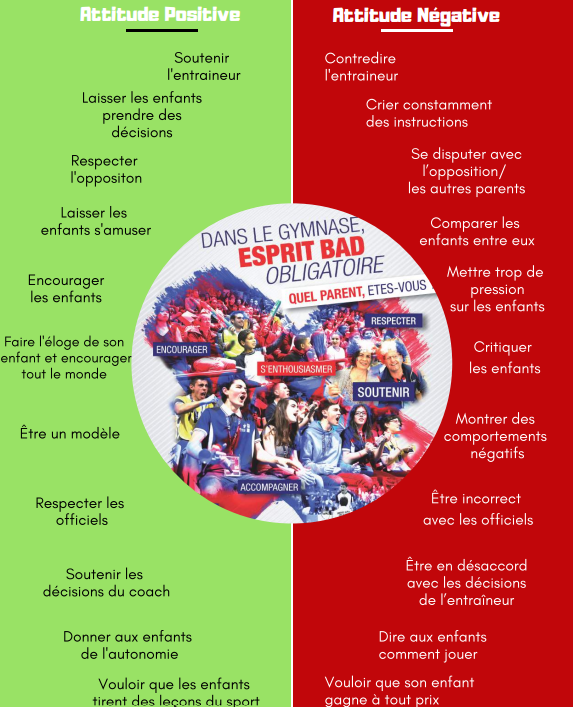 Attitude Positive
Soutenir
l'entraineur
Laisser les enfants
prendre des
décisions
Respecter
l'oppositon
Laisser les
enfants s'amuser
Encourager
les enfants
Faire l'éloge de son
enfant et encourager
tout le monde
Être un modèle
Respecter les
officiels
Soutenir les
décisions du coach
Donner aux enfants
de l'autonomie
Vouloir que les enfants
tirent des leçons du sport
DANS LE GYMNASE,
ESPRIT BAD
OBLIGATOIRE
QUEL PARENT, ETES-VOUS
RESPECTER
ENCOURAGER
S'ENTHOUSIASMER
SOUTENIR
ACCOMPAGNER
Attitude Négative
Contredire
l'entraineur
Crier constamment
des instructions
Se disputer avec
l’opposition/
les autres parents
Comparer les
enfants entre eux
Mettre trop de
pression
sur les enfants
Critiquer
les enfants
Montrer des
comportements
négatifs
Être incorrect
avec les officiels
Être en désaccord
avec les décisions
de l’entraîneur
Dire aux enfants
comment jouer
Vouloir que son enfant
gagne à tout prix